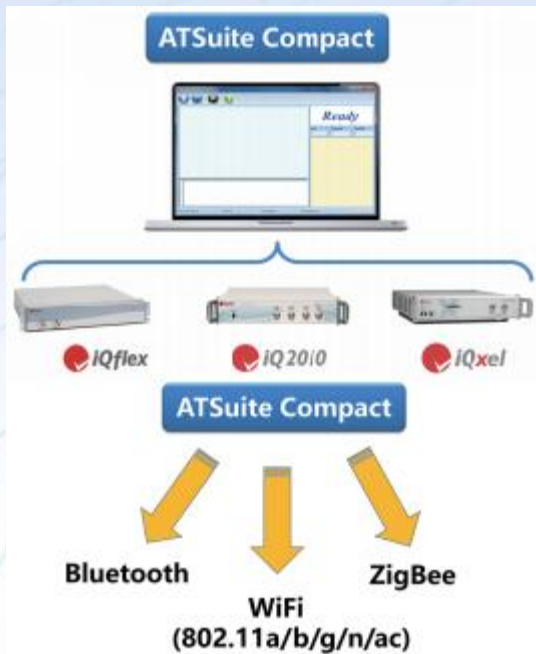 ATSuite Compact
Ready
iQflex
iQ2010
iQxel
ATSuite Compact
Bluetooth
ZigBee
WiFi
(802.11a/b/g/n/ac)